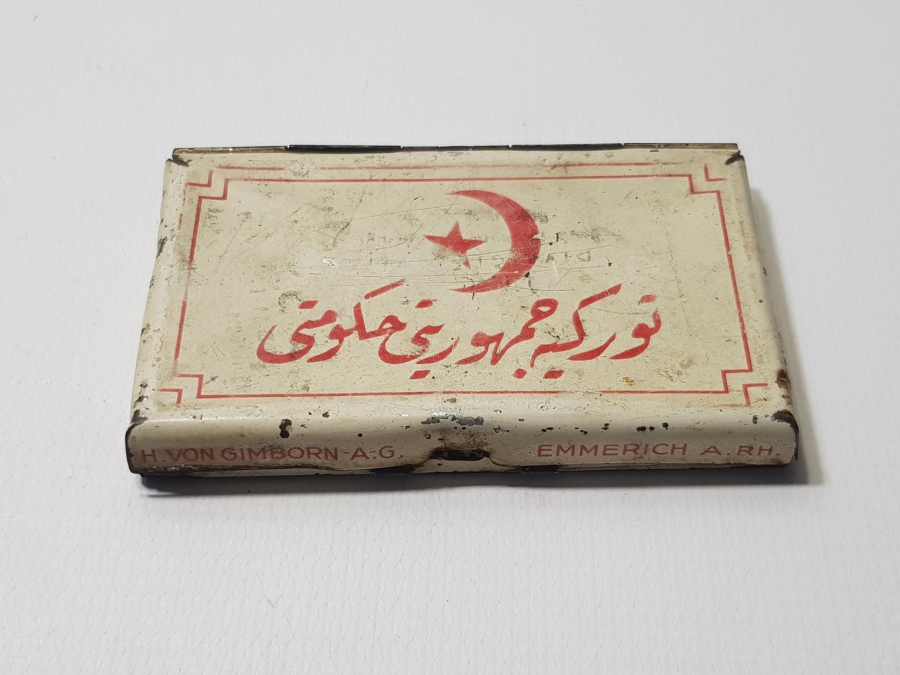 توركيه جمهوريتى حكومتى
H. VON GIMBORN-A.-G. EMMERICH A. RH.